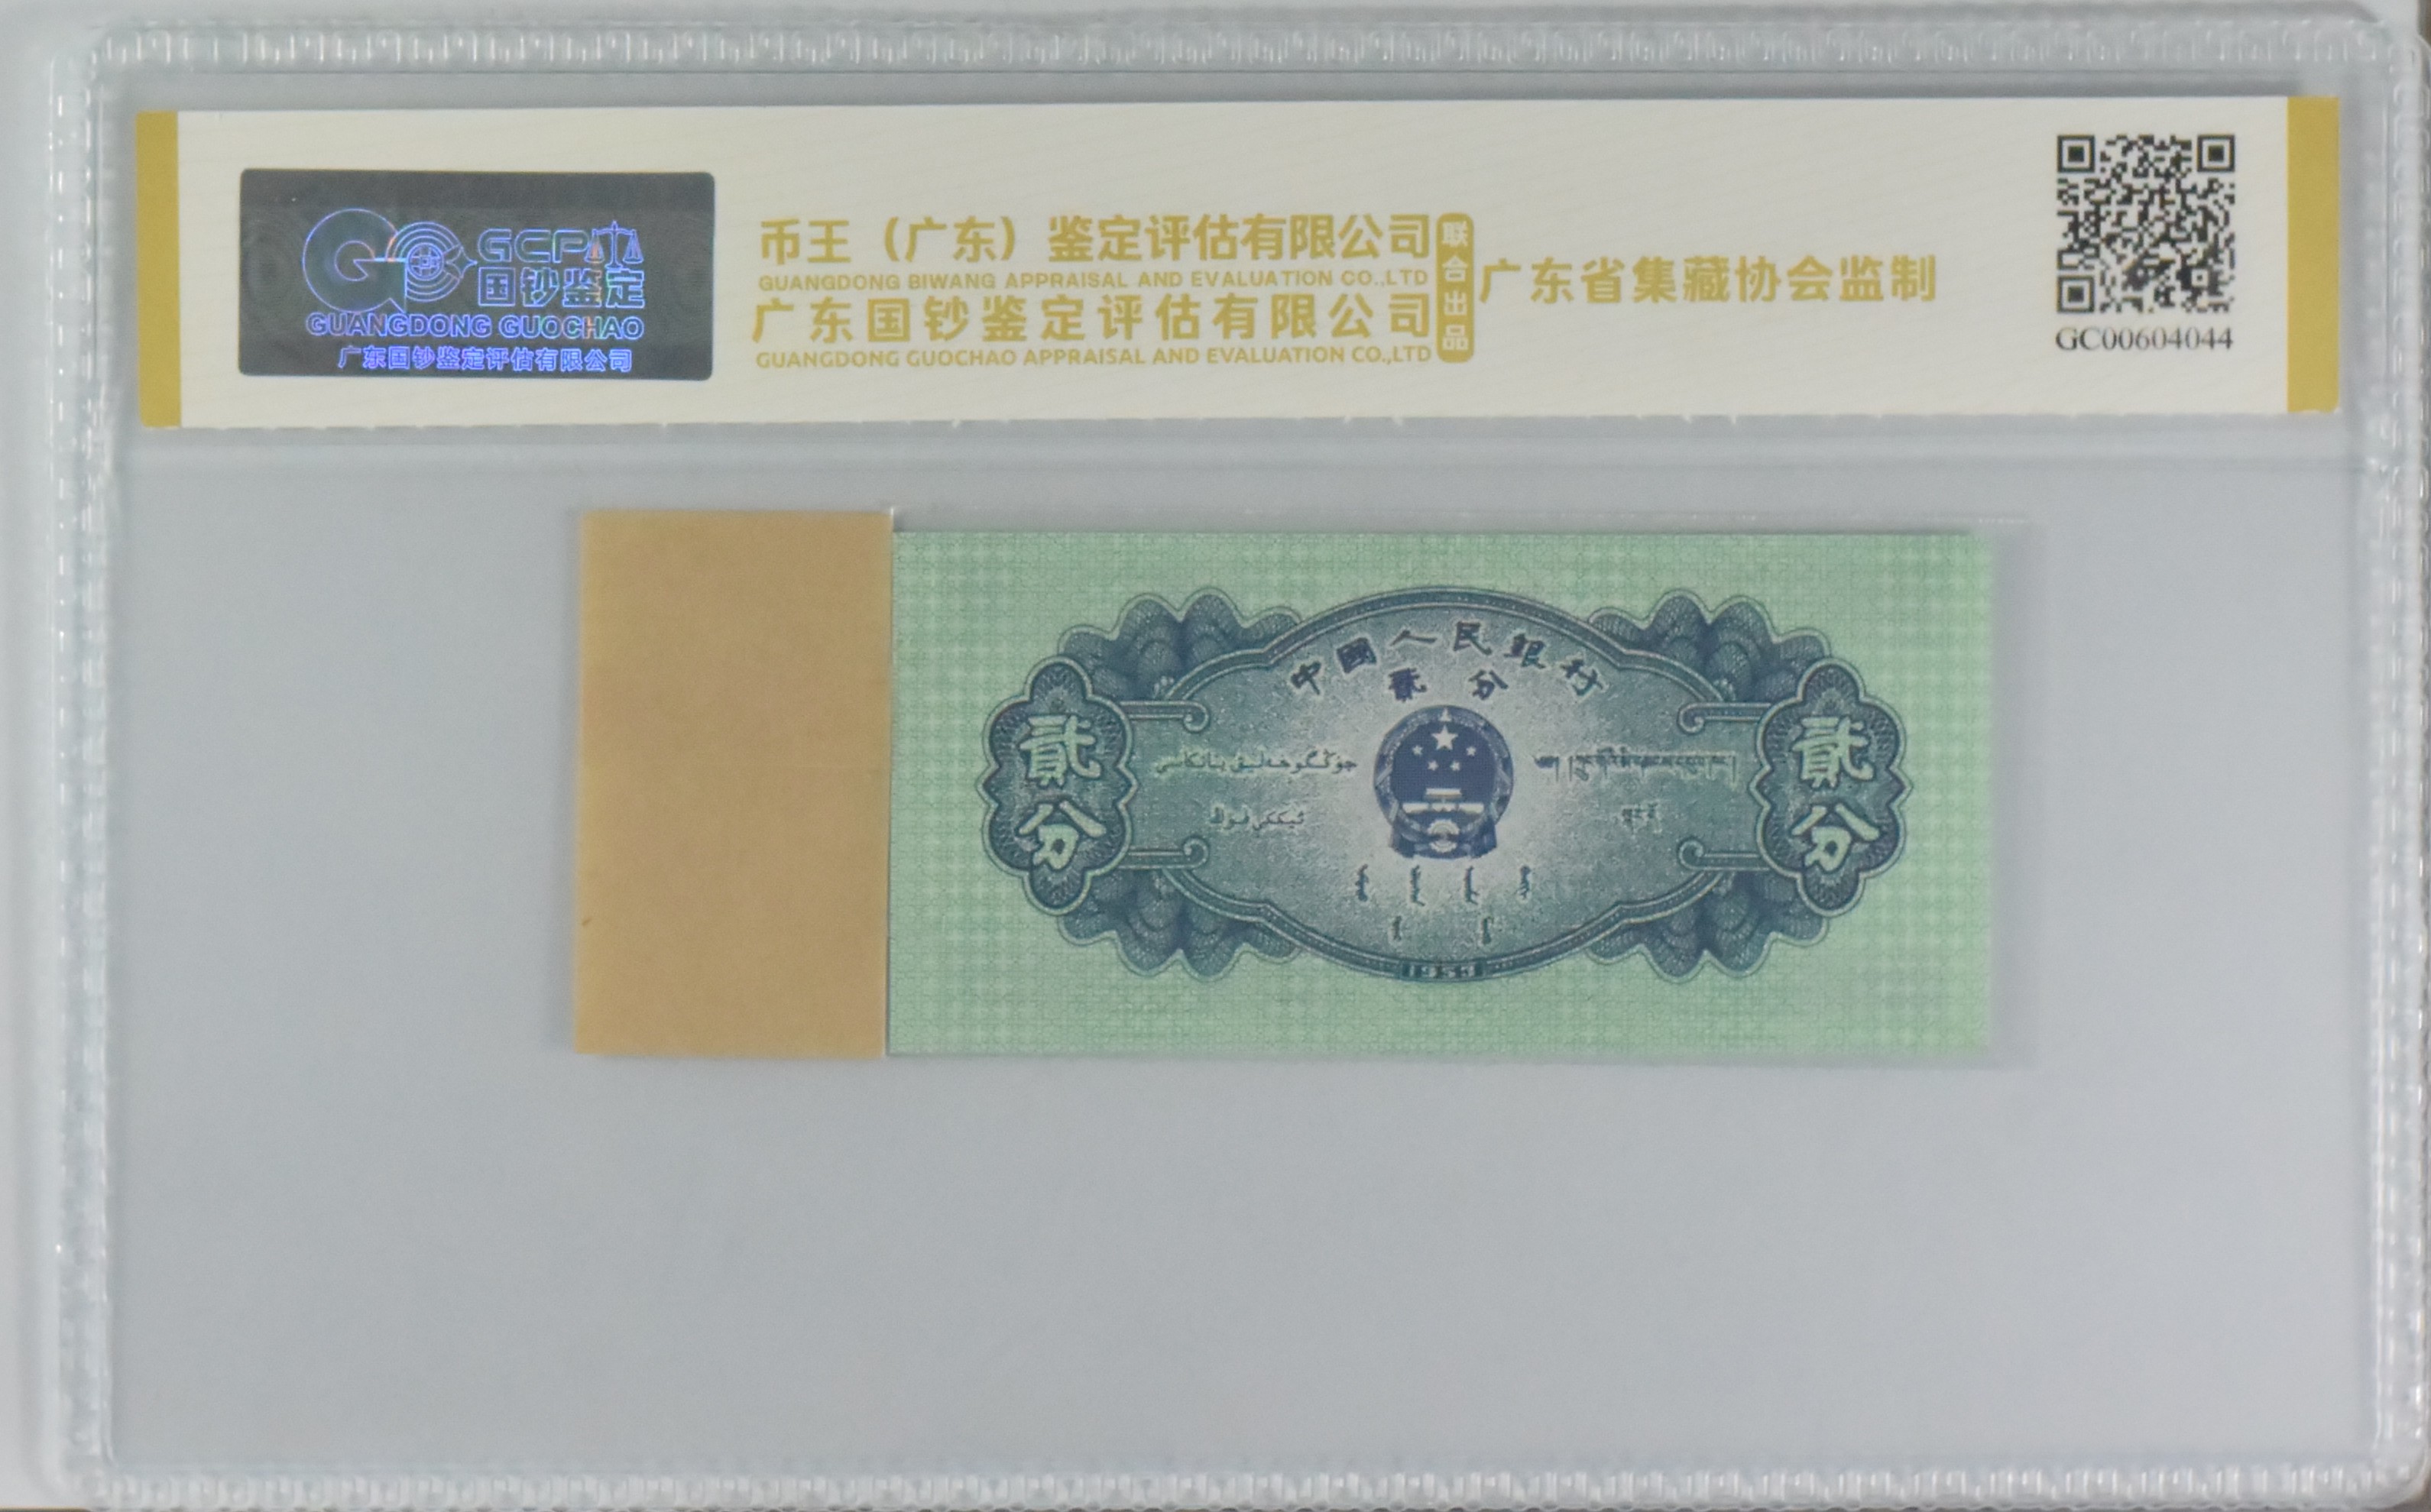 GCP
国钞鉴定
GUANGDONG GUOCHAO
广东国钞鉴定评估有限公司
币王（广东）鉴定评估有限公司
GUANGDONG BIWANG APPRAISAL AND EVALUATION CO.,LTD
广东国钞鉴定评估有限公司
GUANGDONG GUOCHAO APPRAISAL AND EVALUATION CO.,LTD
联合出品
广东省集藏协会监制
GC00604044
中國人民銀行
貳分
貳分
貳分
جۇڭگوخەلىق بانكاسى
ئىككى فۇڭ
1953